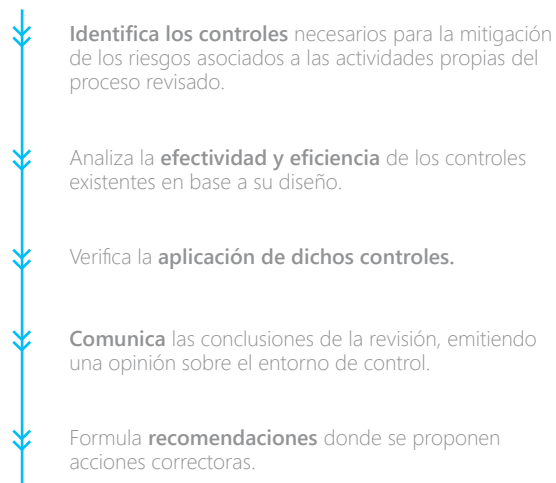 Identifica los controles necesarios para la mitigación
de los riesgos asociados a las actividades propias del
proceso revisado.
Analiza la efectividad y eficiencia de los controles
existentes en base a su diseño.
Verifica la aplicación de dichos controles.
Comunica las conclusiones de la revisión, emitiendo
una opinión sobre el entorno de control.
Formula recomendaciones donde se proponen
acciones correctoras.